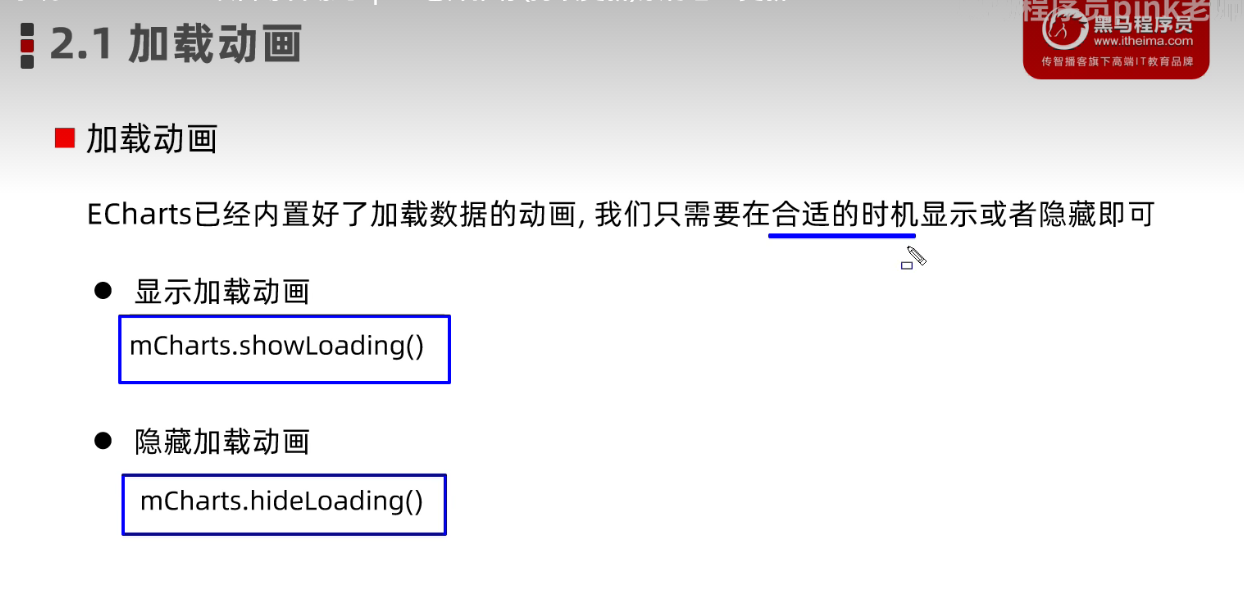 程序员pink老师
2.1 加载动画
黑马程序员
www.itheima.com
传智播客旗下高端IT教育品牌
加载动画
ECharts已经内置好了加载数据的动画, 我们只需要在合适的时机显示或者隐藏即可
显示加载动画
mCharts.showLoading()
隐藏加载动画
mCharts.hideLoading()